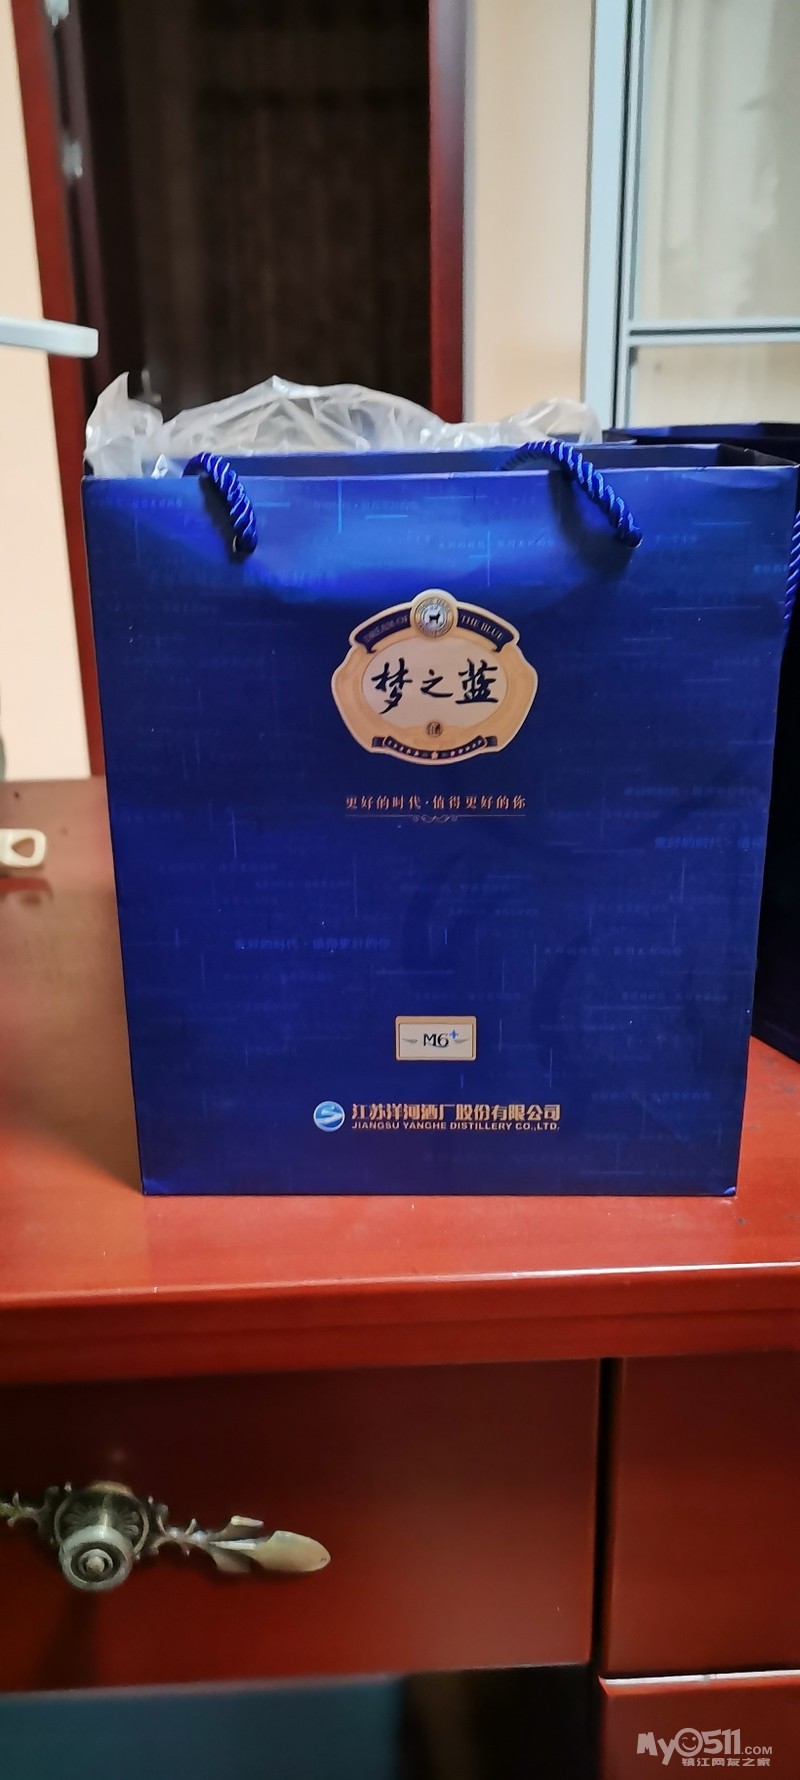 DREAM OF THE BLUE
梦之蓝
更好的时代·值得更好的你
M6+
江苏洋河酒厂股份有限公司
JIANGSU YANGHE DISTILLERY CO.,LTD.
My0511.COM
镇江网友之家